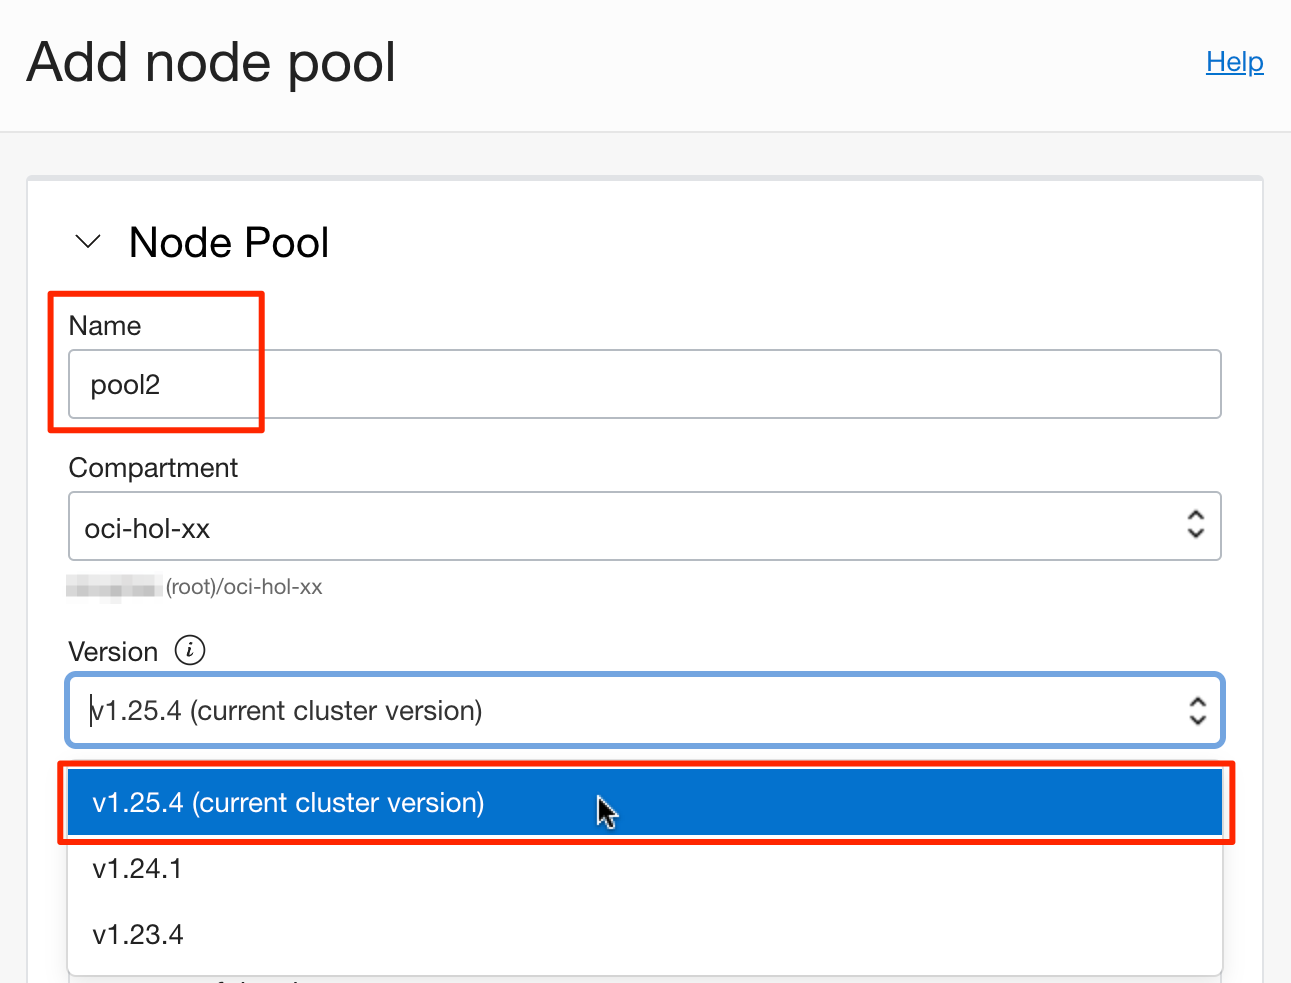 Add node pool
Help
Node Pool
Name
pool2
Compartment
oci-hol-xx
(root)/oci-hol-xx
Version
v1.25.4 (current cluster version)
v1.25.4 (current cluster version)
v1.24.1
v1.23.4